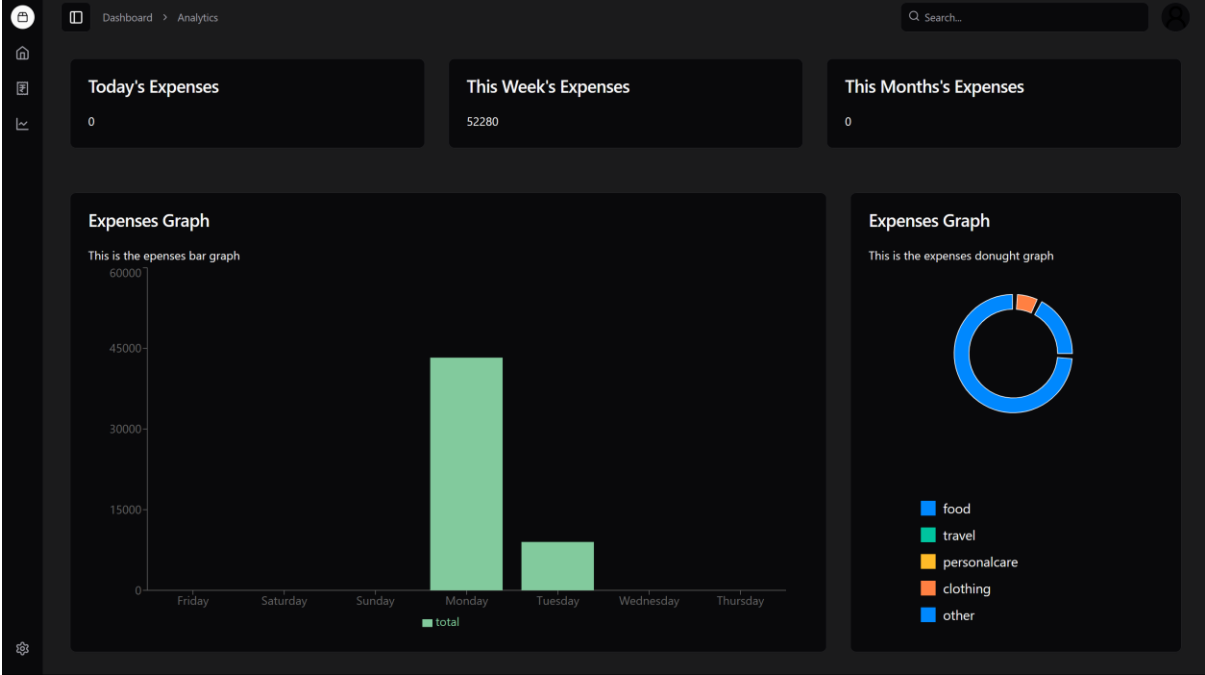 Dashboard > Analytics
Search...
Today's Expenses
0
This Week's Expenses
52280
This Months's Expenses
0
Expenses Graph
This is the epenses bar graph
60000
45000
30000
15000
0
Friday Saturday Sunday Monday Tuesday Wednesday Thursday
total
Expenses Graph
This is the expenses donught graph
food
travel
personalcare
clothing
other